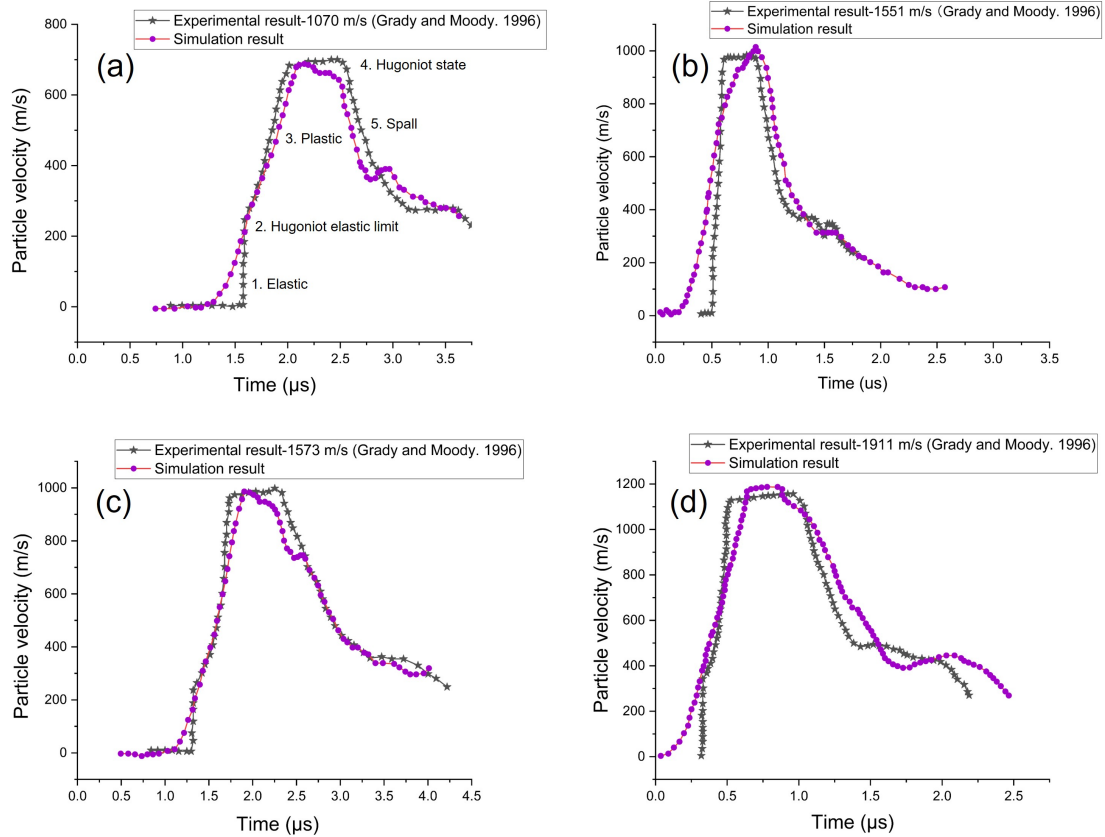 Experimental result-1070 m/s (Grady and Moody. 1996)
Simulation result
(a)
4. Hugoniot state
5. Spall
3. Plastic
2. Hugoniot elastic limit
1. Elastic
Particle velocity (m/s)
800
700
600
500
400
300
200
100
0
-100
0.0 0.5 1.0 1.5 2.0 2.5 3.0 3.5
Time (µs)
Experimental result-1551 m/s（Grady and Moody. 1996)
Simulation result
(b)
Particle velocity (m/s)
1000
800
600
400
200
0
0.0 0.5 1.0 1.5 2.0 2.5 3.0 3.5
Time (us)
Experimental result-1573 m/s (Grady and Moody. 1996)
Simulation result
(c)
Particle velocity (m/s)
1000
800
600
400
200
0
0.0 0.5 1.0 1.5 2.0 2.5 3.0 3.5 4.0 4.5
Time (µs)
Experimental result-1911 m/s (Grady and Moody. 1996)
Simulation result
(d)
Particle velocity (m/s)
1200
1000
800
600
400
200
0
0.0 0.5 1.0 1.5 2.0 2.5
Time (µs)